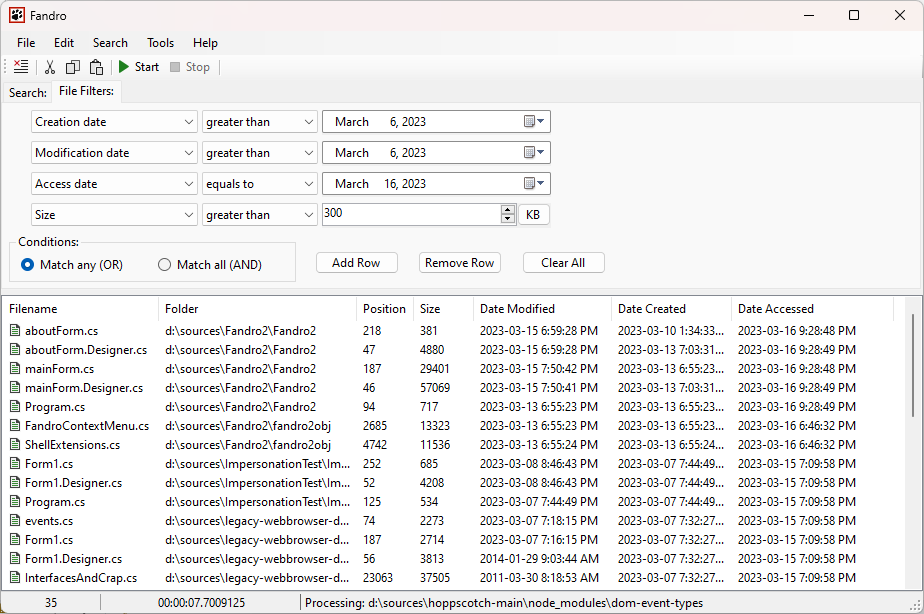 Fandro
File Edit Search Tools Help
Start Stop
Search: File Filters:
Creation date greater than March 6, 2023
Modification date greater than March 6, 2023
Access date equals to March 16, 2023
Size greater than 300 KB
Conditions:
Match any (OR) Match all (AND) Add Row Remove Row Clear All
Filename Folder Position Size Date Modified Date Created Date Accessed
aboutForm.cs d:\sources\Fandro2\Fandro2 218 381 2023-03-15 6:59:28 PM 2023-03-10 1:34:33... 2023-03-16 9:28:48 PM
aboutForm.Designer.cs d:\sources\Fandro2\Fandro2 47 4880 2023-03-15 6:59:28 PM 2023-03-13 7:03:31... 2023-03-16 9:28:49 PM
mainForm.cs d:\sources\Fandro2\Fandro2 187 29401 2023-03-15 7:50:42 PM 2023-03-13 6:55:23... 2023-03-16 9:28:48 PM
mainForm.Designer.cs d:\sources\Fandro2\Fandro2 46 57069 2023-03-15 7:50:41 PM 2023-03-13 7:03:31... 2023-03-16 9:28:49 PM
Program.cs d:\sources\Fandro2\Fandro2 94 717 2023-03-13 6:55:23 PM 2023-03-13 6:55:23... 2023-03-16 9:28:49 PM
FandroContextMenu.cs d:\sources\Fandro2\fandro2obj 2685 13323 2023-03-13 6:55:23 PM 2023-03-13 6:55:23... 2023-03-16 6:46:32 PM
ShellExtensions.cs d:\sources\Fandro2\fandro2obj 4742 11536 2023-03-13 6:55:24 PM 2023-03-13 6:55:24... 2023-03-16 6:46:32 PM
Form1.cs d:\sources\ImpersonationTest\Im... 252 685 2023-03-08 8:46:43 PM 2023-03-07 7:44:49... 2023-03-15 7:09:58 PM
Form1.Designer.cs d:\sources\ImpersonationTest\Im... 52 4208 2023-03-08 8:46:43 PM 2023-03-07 7:44:49... 2023-03-15 7:09:58 PM
Program.cs d:\sources\ImpersonationTest\Im... 125 534 2023-03-07 7:44:49 PM 2023-03-07 7:44:49... 2023-03-15 7:09:58 PM
events.cs d:\sources\legacy-webbrowser-d... 74 2273 2023-03-07 7:18:15 PM 2023-03-07 7:32:27... 2023-03-15 7:09:58 PM
Form1.cs d:\sources\legacy-webbrowser-d... 187 2714 2023-03-07 7:16:15 PM 2023-03-07 7:32:27... 2023-03-15 7:09:58 PM
Form1.Designer.cs d:\sources\legacy-webbrowser-d... 56 3813 2014-01-29 9:03:44 AM 2023-03-07 7:32:27... 2023-03-15 7:09:58 PM
InterfacesAndCrap.cs d:\sources\legacy-webbrowser-d... 23063 37505 2011-03-30 8:18:53 AM 2023-03-07 7:32:27... 2023-03-15 7:09:58 PM
35 00:00:07.7009125 Processing: d:\sources\hoppscotch-main\node_modules\dom-event-types